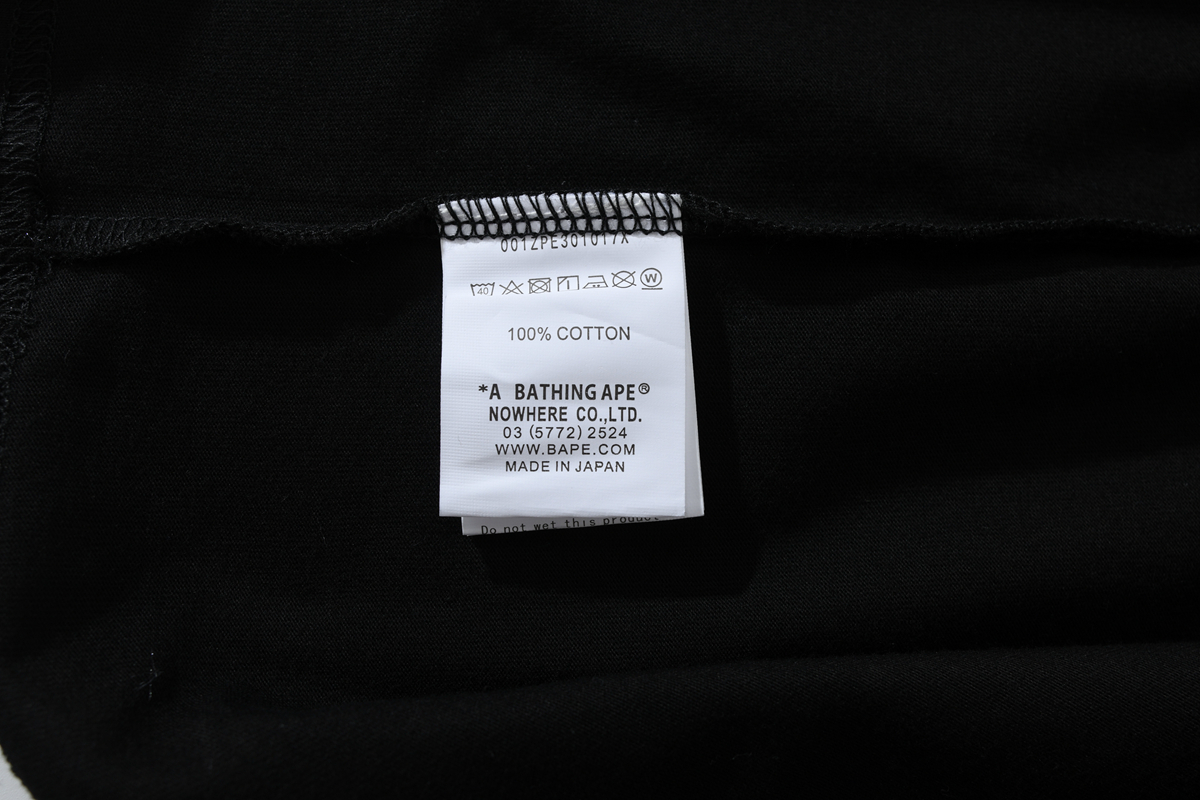 001ZPE301017X
40 W
100% COTTON
*A BATHING APE®
NOWHERE CO.,LTD.
03 (5772) 2524
WWW.BAPE.COM
MADE IN JAPAN
Do not wet this product